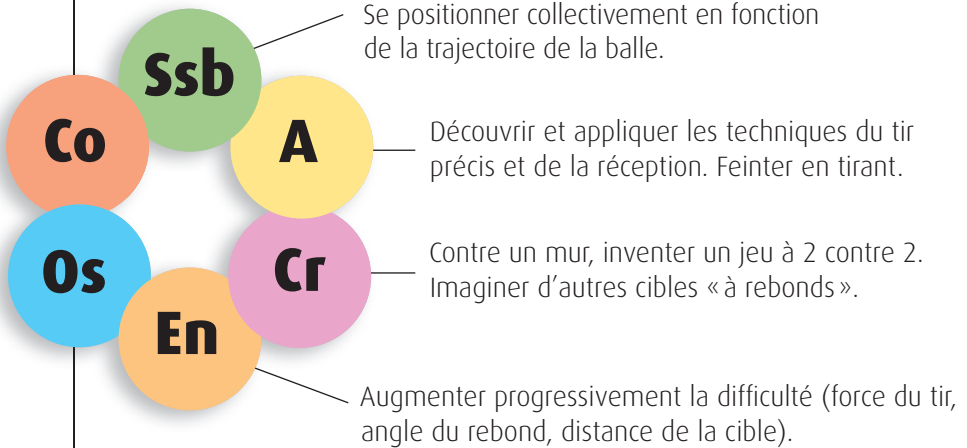 Se positionner collectivement en fonction
de la trajectoire de la balle.
Ssb
Co
A
Découvrir et appliquer les techniques du tir
précis et de la réception. Feinter en tirant.
Os
Cr
Contre un mur, inventer un jeu à 2 contre 2.
Imaginer d’autres cibles « à rebonds ».
En
Augmenter progressivement la difficulté (force du tir,
angle du rebond, distance de la cible).